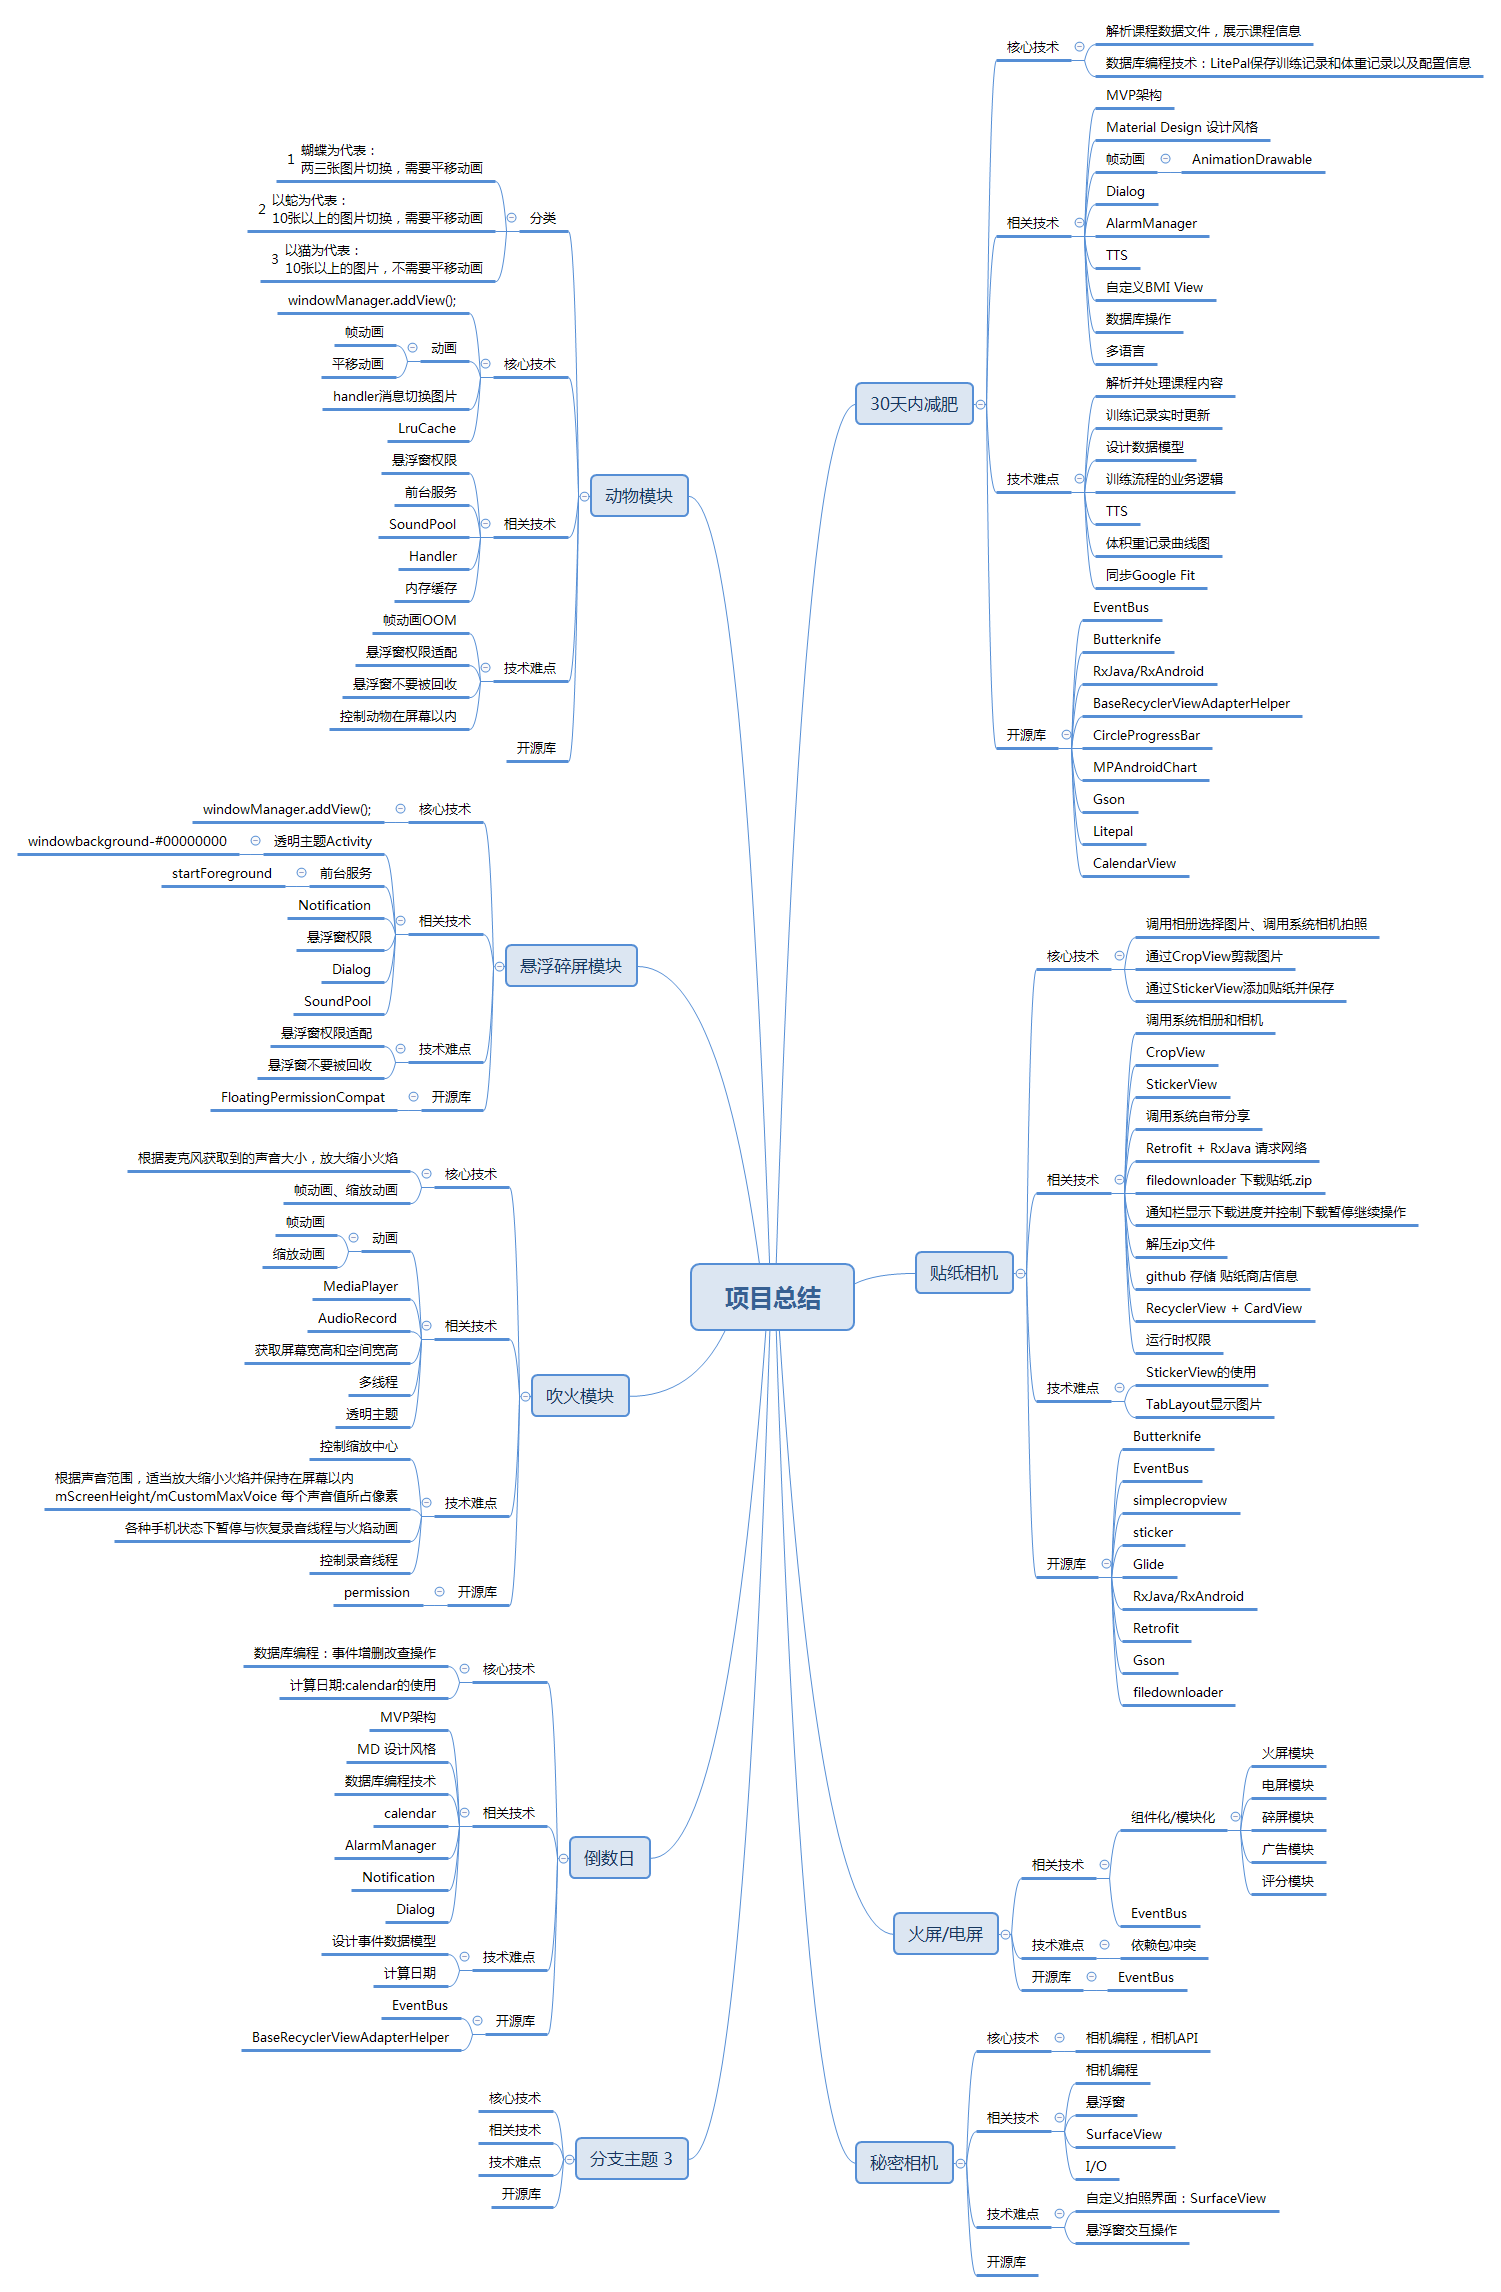 项目总结
30天内减肥
核心技术
解析课程数据文件，展示课程信息
数据库编程技术：LitePal保存训练记录和体重记录以及配置信息
相关技术
MVP架构
Material Design 设计风格
帧动画
AnimationDrawable
Dialog
AlarmManager
TTS
自定义BMI View
数据库操作
多语言
技术难点
解析并处理课程内容
训练记录实时更新
设计数据模型
训练流程的业务逻辑
TTS
体积重记录曲线图
同步Google Fit
开源库
EventBus
Butterknife
RxJava/RxAndroid
BaseRecyclerViewAdapterHelper
CircleProgressBar
MPAndroidChart
Gson
Litepal
CalendarView
贴纸相机
核心技术
调用相册选择图片、调用系统相机拍照
通过CropView剪裁图片
通过StickerView添加贴纸并保存
相关技术
调用系统相册和相机
CropView
StickerView
调用系统自带分享
Retrofit + RxJava 请求网络
filedownloader 下载贴纸.zip
通知栏显示下载进度并控制下载暂停继续操作
解压zip文件
github 存储 贴纸商店信息
RecyclerView + CardView
运行时权限
技术难点
StickerView的使用
TabLayout显示图片
开源库
Butterknife
EventBus
simplecropview
sticker
Glide
RxJava/RxAndroid
Retrofit
Gson
filedownloader
火屏/电屏
相关技术
组件化/模块化
火屏模块
电屏模块
碎屏模块
广告模块
评分模块
EventBus
技术难点
依赖包冲突
开源库
EventBus
秘密相机
核心技术
相机编程，相机API
相关技术
相机编程
悬浮窗
SurfaceView
I/O
技术难点
自定义拍照界面：SurfaceView
悬浮窗交互操作
开源库
动物模块
分类
1 蝴蝶为代表：
两三张图片切换，需要平移动画
2 以蛇为代表：
10张以上的图片切换，需要平移动画
3 以猫为代表：
10张以上的图片，不需要平移动画
核心技术
windowManager.addView();
动画
帧动画
平移动画
handler消息切换图片
LruCache
相关技术
悬浮窗权限
前台服务
SoundPool
Handler
内存缓存
技术难点
帧动画OOM
悬浮窗权限适配
悬浮窗不要被回收
控制动物在屏幕以内
开源库
悬浮碎屏模块
核心技术
windowManager.addView();
相关技术
透明主题Activity
windowbackground-#00000000
前台服务
startForeground
Notification
悬浮窗权限
Dialog
SoundPool
技术难点
悬浮窗权限适配
悬浮窗不要被回收
开源库
FloatingPermissionCompat
吹火模块
核心技术
根据麦克风获取到的声音大小，放大缩小火焰
帧动画、缩放动画
相关技术
动画
帧动画
缩放动画
MediaPlayer
AudioRecord
获取屏幕宽高和空间宽高
多线程
透明主题
技术难点
控制缩放中心
根据声音范围，适当放大缩小火焰并保持在屏幕以内
mScreenHeight/mCustomMaxVoice 每个声音值所占像素
各种手机状态下暂停与恢复录音线程与火焰动画
控制录音线程
开源库
permission
倒数日
核心技术
数据库编程：事件增删改查操作
计算日期:calendar的使用
相关技术
MVP架构
MD 设计风格
数据库编程技术
calendar
AlarmManager
Notification
Dialog
技术难点
设计事件数据模型
计算日期
开源库
EventBus
BaseRecyclerViewAdapterHelper
分支主题 3
核心技术
相关技术
技术难点
开源库